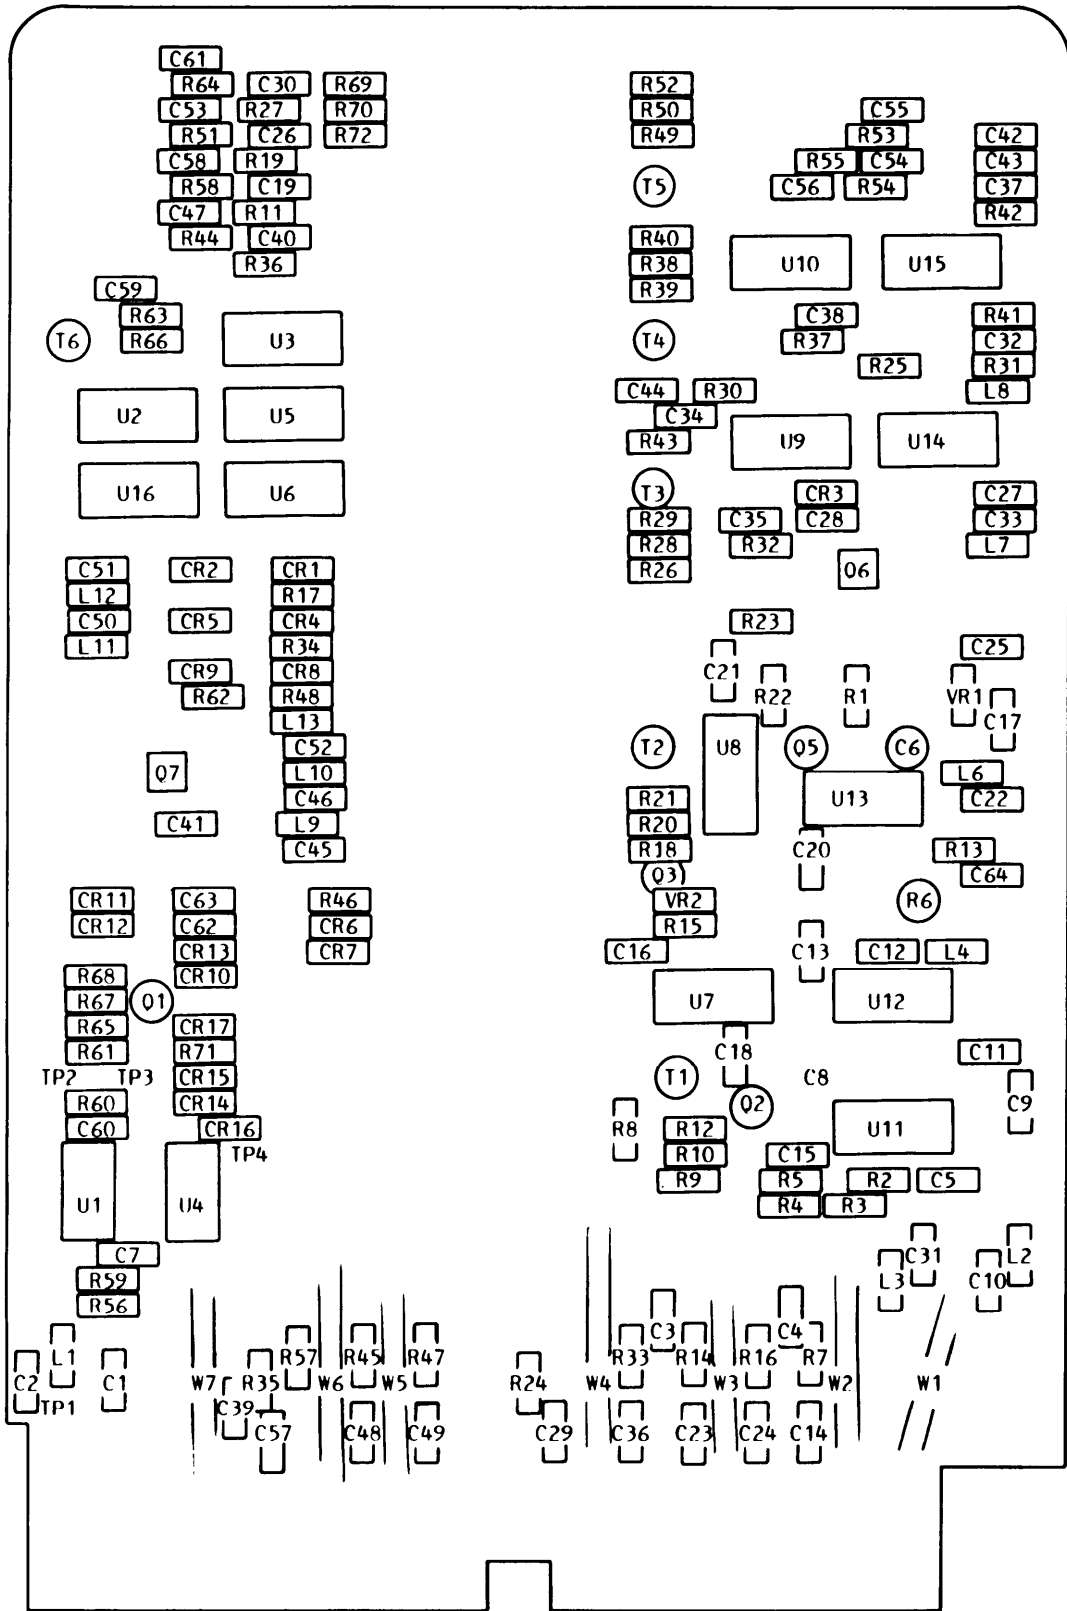 C61
R64 C30 R69 R52
C53 R27 R70 R50 C55
R51 C26 R72 R49 R53 C42
C58 R19 R55 C54 C43
R58 C19 T5 C56 R54 C37
C47 R11 R42
R44 C40 R40
R36 R38 U10 U15
C59 R39
R63 C38 R41
T6 R66 U3 T4 R37 C32
R25 R31
C44 R30 L8
U2 U5 C34
R43 U9 U14
U16 U6 T3 CR3 C27
R29 C35 C28 C33
R28 R32 L7
C51 CR2 CR1 R26 Q6
L12 R17
C50 CR5 CR4 R23
L11 R34 C25
CR9 CR8 C21
R62 R48 R22 R1 VR1
L13 C17
C52 T2 U8 Q5 C6
Q7 L10 L6
C46 R21 U13 C22
C41 L9 R20
C45 R18 C20 R13
Q3 C64
CR11 C63 R46 VR2 R6
CR12 C62 CR6 R15
CR13 CR7 C16 C13 C12 L4
R68 CR10
R67 Q1 U7 U12
R65 CR17
R61 R71 C18 C11
TP2 TP3 CR15 T1 C8
R60 CR14 Q2 C9
C60 CR16 R8 R12 U11
TP4 R10 C15
R9 R5 R2 C5
U1 U4 R4 R3
C7 C31 L2
R59 L3 C10
R56
C3 C4
L1 R57 R45 R47 R33 R14 R16 R7
C2 C1 W7 R35 W6 W5 R24 W4 W3 W2 W1
TP1 C39
C57 C48 C49 C29 C36 C23 C24 C14